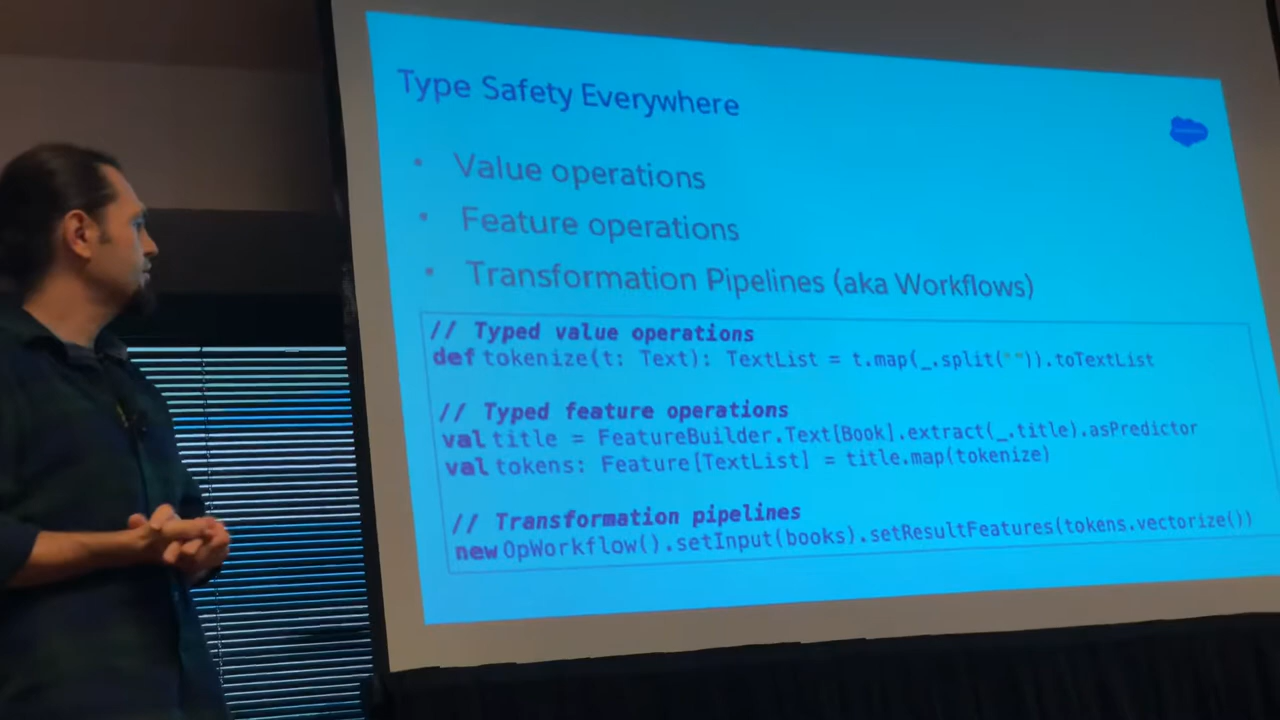 Type Safety Everywhere
• Value operations
• Feature operations
• Transformation Pipelines (aka Workflows)
// Typed value operations
def tokenize(t: Text): TextList = t.map(_.split(" ")).toTextList
// Typed feature operations
val title = FeatureBuilder.Text[Book].extract(_.title).asPredictor
val tokens: Feature[TextList] = title.map(tokenize)
// Transformation pipelines
new OpWorkflow().setInput(books).setResultFeatures(tokens.vectorize())